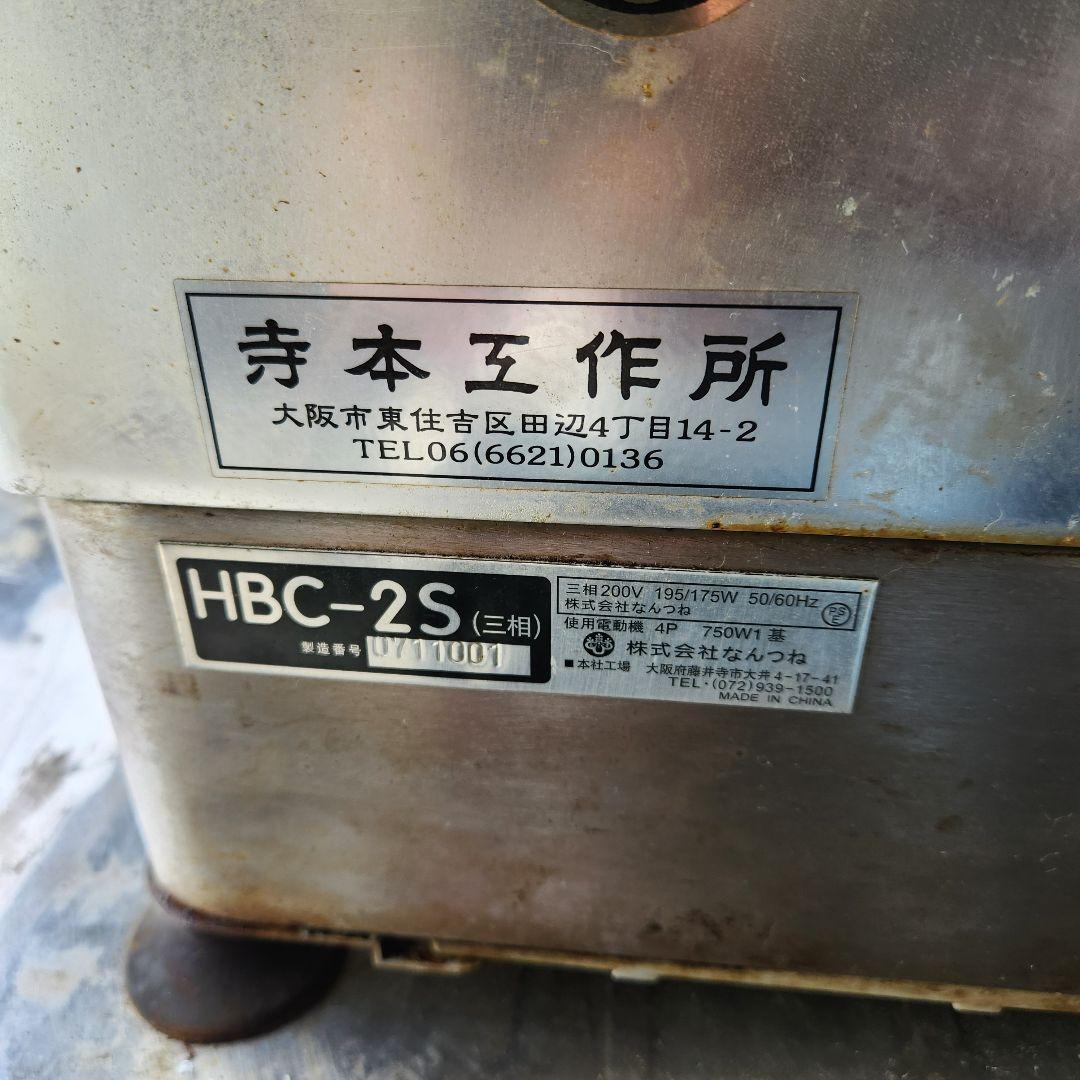 寺本工作所
大阪市東住吉区田辺4丁目14-2
TEL06(6621)0136
HBC-2S(三相)
製造番号 0711001
三相200V 195/175W 50/60Hz
株式会社なんつね
PSE
使用電動機 4P 750W1基
株式会社なんつね
■本社工場 大阪府藤井寺市大井4-17-41
TEL・(072)939-1500
MADE IN CHINA